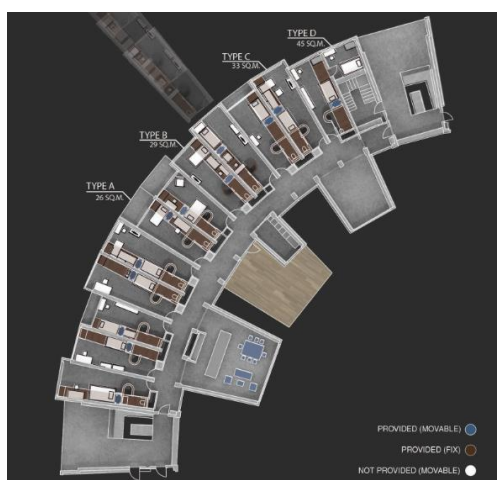 TYPE D
45 SQ.M.
TYPE C
33 SQ.M.
TYPE B
29 SQ.M.
TYPE A
26 SQ.M.
PROVIDED (MOVABLE)
PROVIDED (FIX)
NOT PROVIDED (MOVABLE)